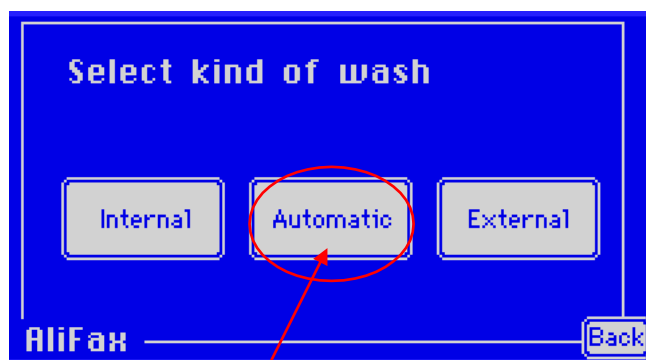 Select kind of wash
Internal Automatic External
AliFax Back